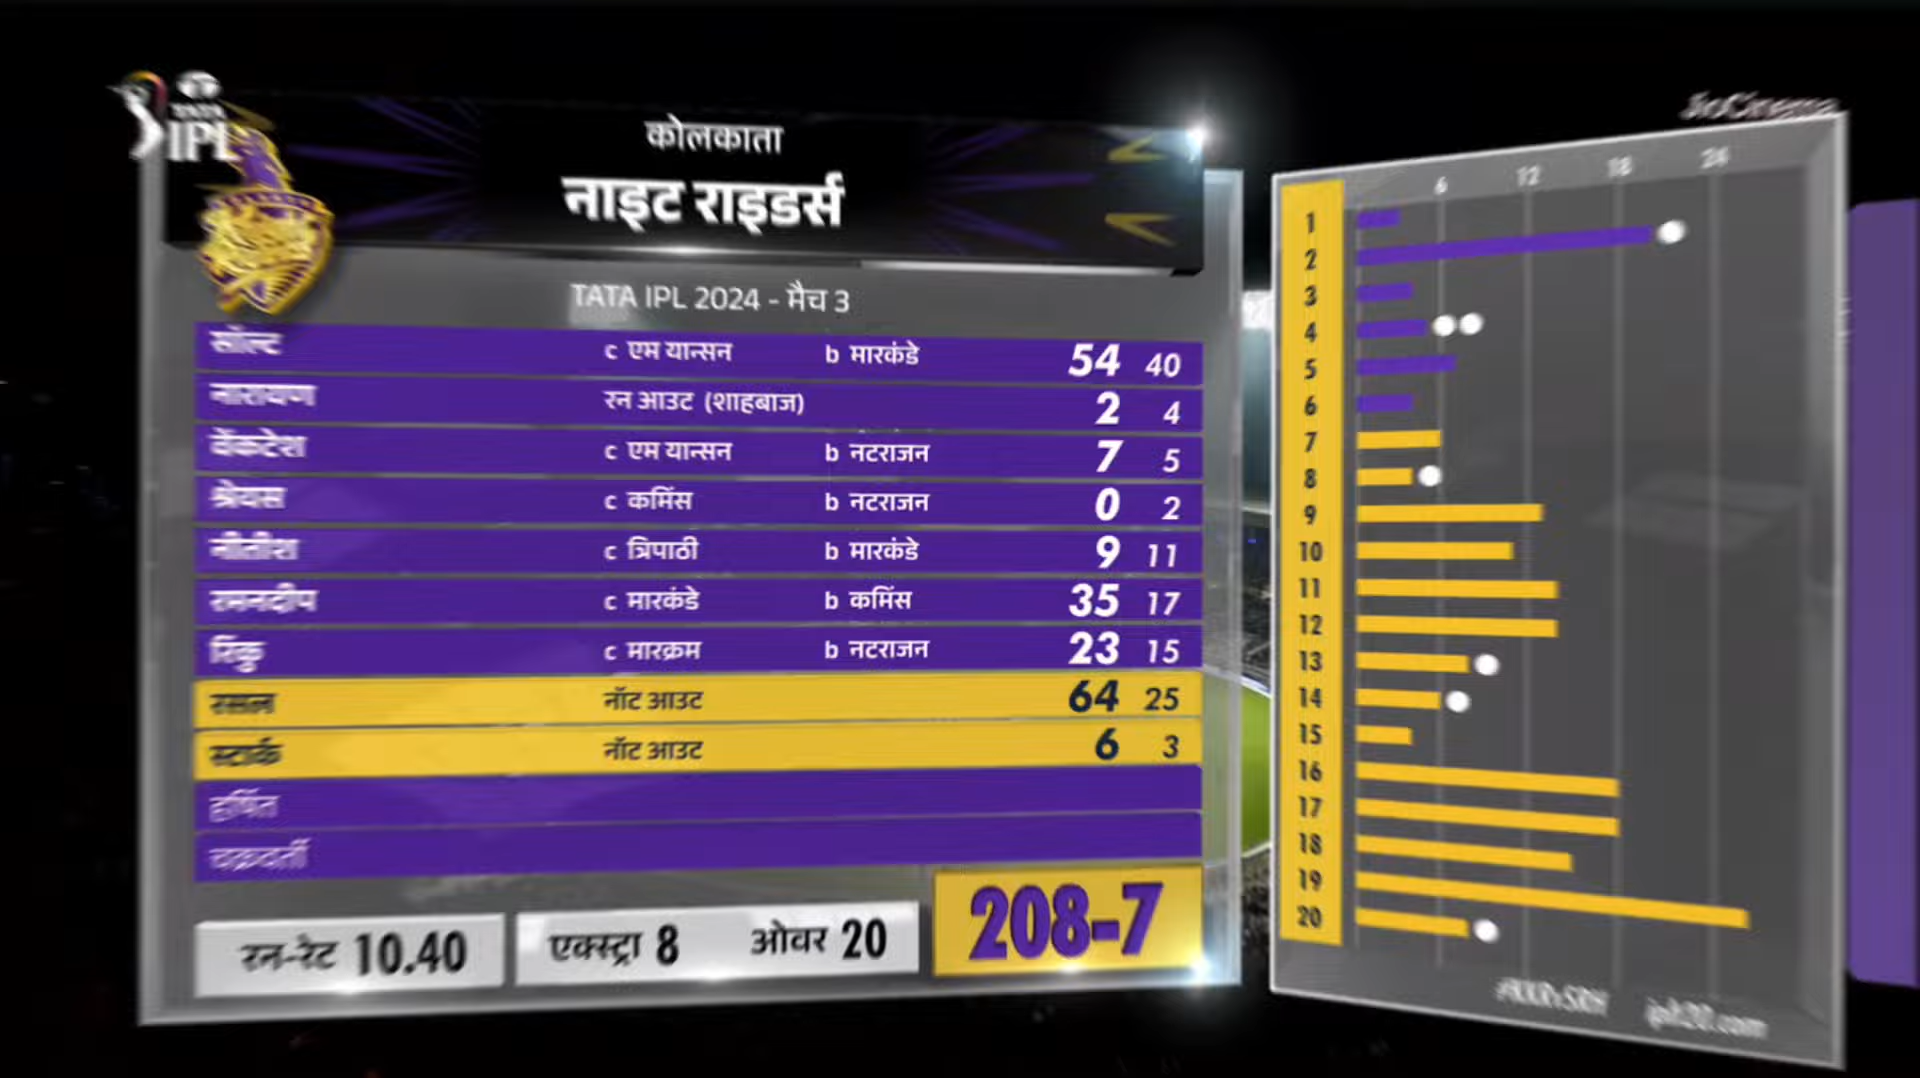 TATA
IPL
JioCinema
कोलकाता
नाइट राइडर्स
TATA IPL 2024 - मैच 3
सॉल्ट c एम यान्सन b मारकंडे 54 40
नारायण रन आउट (शाहबाज) 2 4
वेंकटेश c एम यान्सन b नटराजन 7 5
श्रेयस c कमिंस b नटराजन 0 2
नीतीश c त्रिपाठी b मारकंडे 9 11
रमनदीप c मारकंडे b कमिंस 35 17
रिंकु c मारक्रम b नटराजन 23 15
रसल नॉट आउट 64 25
स्टार्क नॉट आउट 6 3
हर्षित
चक्रवर्ती
रन-रेट 10.40 एक्स्ट्रा 8 ओवर 20 208-7
6 12 18 24
1
2
3
4
5
6
7
8
9
10
11
12
13
14
15
16
17
18
19
20
#KKRvSRH iplt20.com